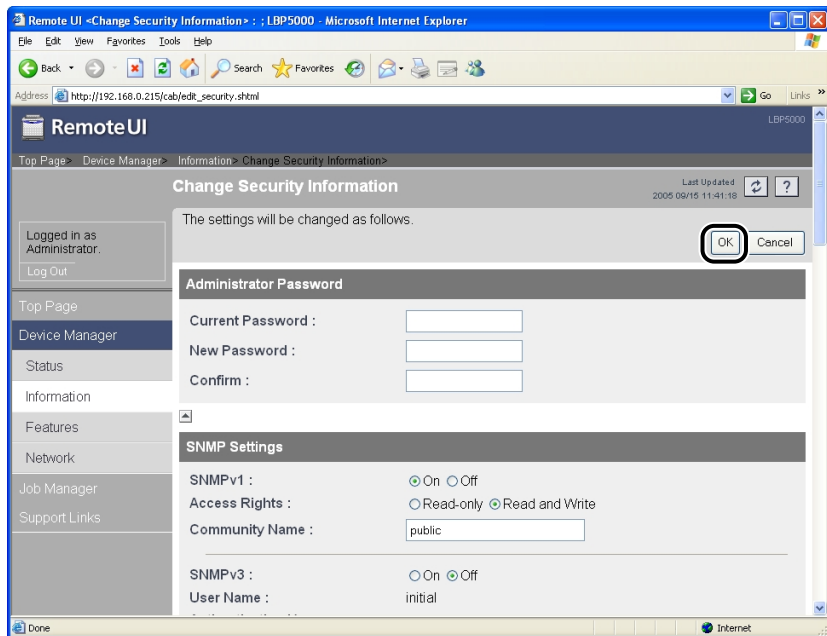 Remote UI <Change Security Information> : ; LBP5000 - Microsoft Internet Explorer
File Edit View Favorites Tools Help
Back Search Favorites
Address http://192.168.0.215/cab/edit_security.shtml Go Links »
RemoteUI
LBP5000
Top Page> Device Manager> Information> Change Security Information>
Change Security Information
Last Updated
2005 09/15 11:41:18
?
The settings will be changed as follows.
Logged in as
Administrator.
Log Out
OK Cancel
Administrator Password
Current Password :
New Password :
Confirm :
Top Page
Device Manager
Status
Information
Features
Network
Job Manager
Support Links
SNMP Settings
SNMPv1 : On Off
Access Rights : Read-only Read and Write
Community Name : public
SNMPv3 : On Off
User Name : initial
Done Internet